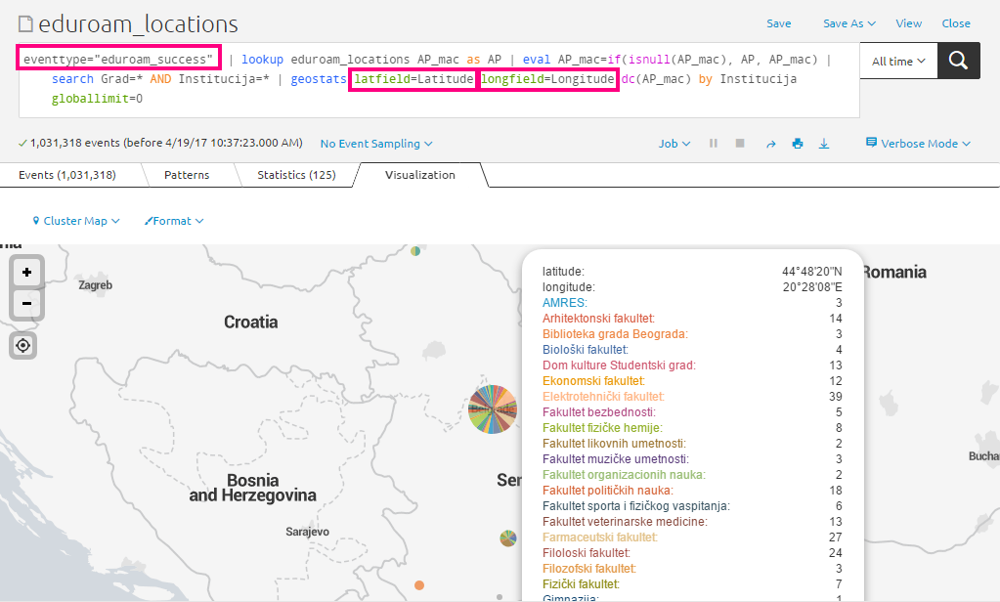 eduroam_locations
Save Save As View Close
eventtype="eduroam_success" | lookup eduroam_locations AP_mac as AP | eval AP_mac=if(isnull(AP_mac), AP, AP_mac) |
search Grad=* AND Institucija=* | geostats latfield=Latitude longfield=Longitude dc(AP_mac) by Institucija
globallimit=0
All time
1,031,318 events (before 4/19/17 10:37:23.000 AM) No Event Sampling Job Verbose Mode
Events (1,031,318) Patterns Statistics (125) Visualization
Cluster Map Format
+
−
Zagreb
Croatia
Bosnia
and Herzegovina
Sarajevo
Romania
latitude: 44°48'20"N
longitude: 20°28'08"E
AMRES: 3
Arhitektonski fakultet: 14
Biblioteka grada Beograda: 3
Biološki fakultet: 4
Dom kulture Studentski grad: 13
Ekonomski fakultet: 12
Elektrotehnički fakultet: 39
Fakultet bezbednosti: 5
Fakultet fizičke hemije: 8
Fakultet likovnih umetnosti: 2
Fakultet muzičke umetnosti: 3
Fakultet organizacionih nauka: 2
Fakultet političkih nauka: 18
Fakultet sporta i fizičkog vaspitanja: 6
Fakultet veterinarske medicine: 13
Farmaceutski fakultet: 27
Filoloski fakultet: 24
Filozofski fakultet: 3
Fizički fakultet: 7
Gimnazija: 1
Ser
Bucha